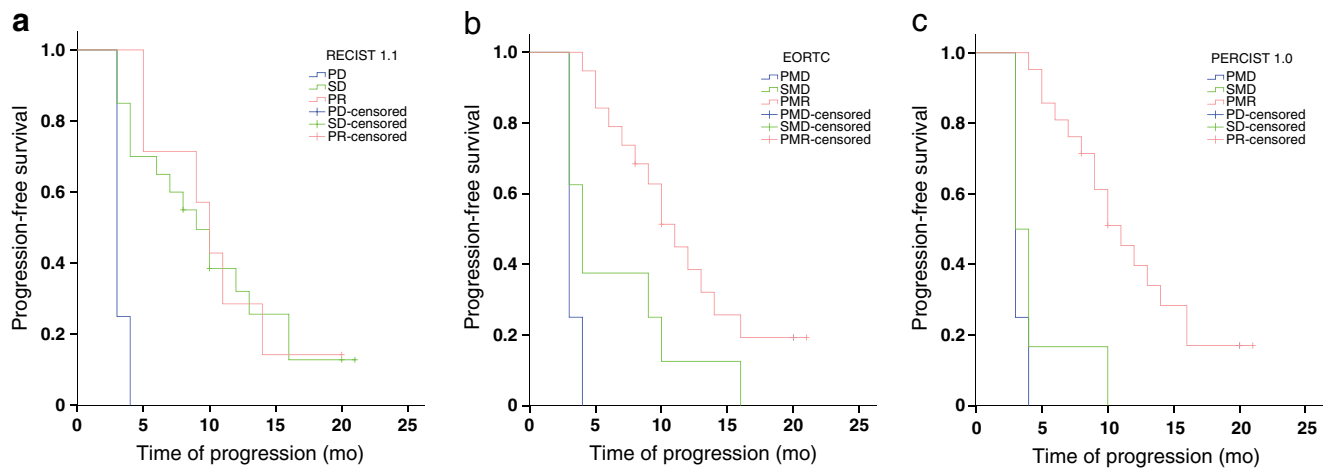 a
RECIST 1.1
PD
SD
PR
PD-censored
SD-censored
PR-censored
1.0
0.8
0.6
0.4
0.2
0
0 5 10 15 20 25
Progression-free survival
Time of progression (mo)
b
EORTC
PMD
SMD
PMR
PMD-censored
SMD-censored
PMR-censored
1.0
0.8
0.6
0.4
0.2
0
0 5 10 15 20 25
Progression-free survival
Time of progression (mo)
c
PERCIST 1.0
PMD
SMD
PMR
PD-censored
SD-censored
PR-censored
1.0
0.8
0.6
0.4
0.2
0
0 5 10 15 20 25
Progression-free survival
Time of progression (mo)